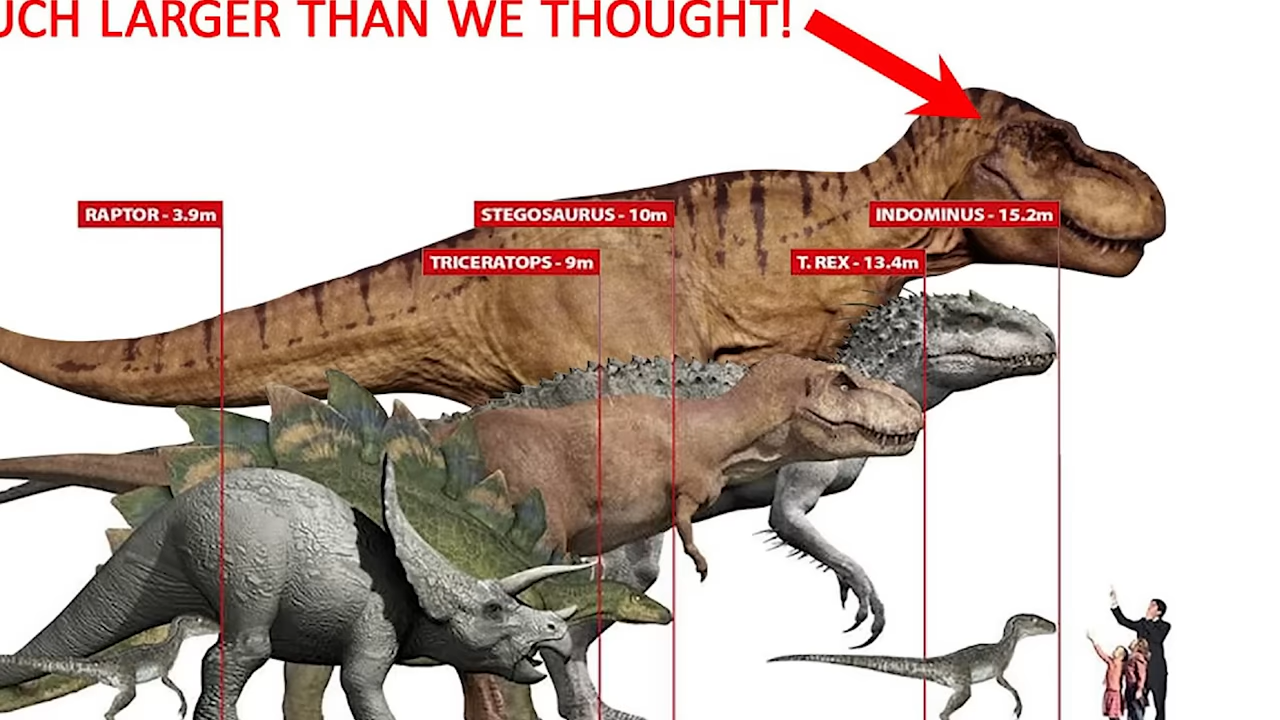 UCH LARGER THAN WE THOUGHT!
RAPTOR - 3.9m
STEGOSAURUS - 10m
INDOMINUS - 15.2m
TRICERATOPS - 9m
T. REX - 13.4m